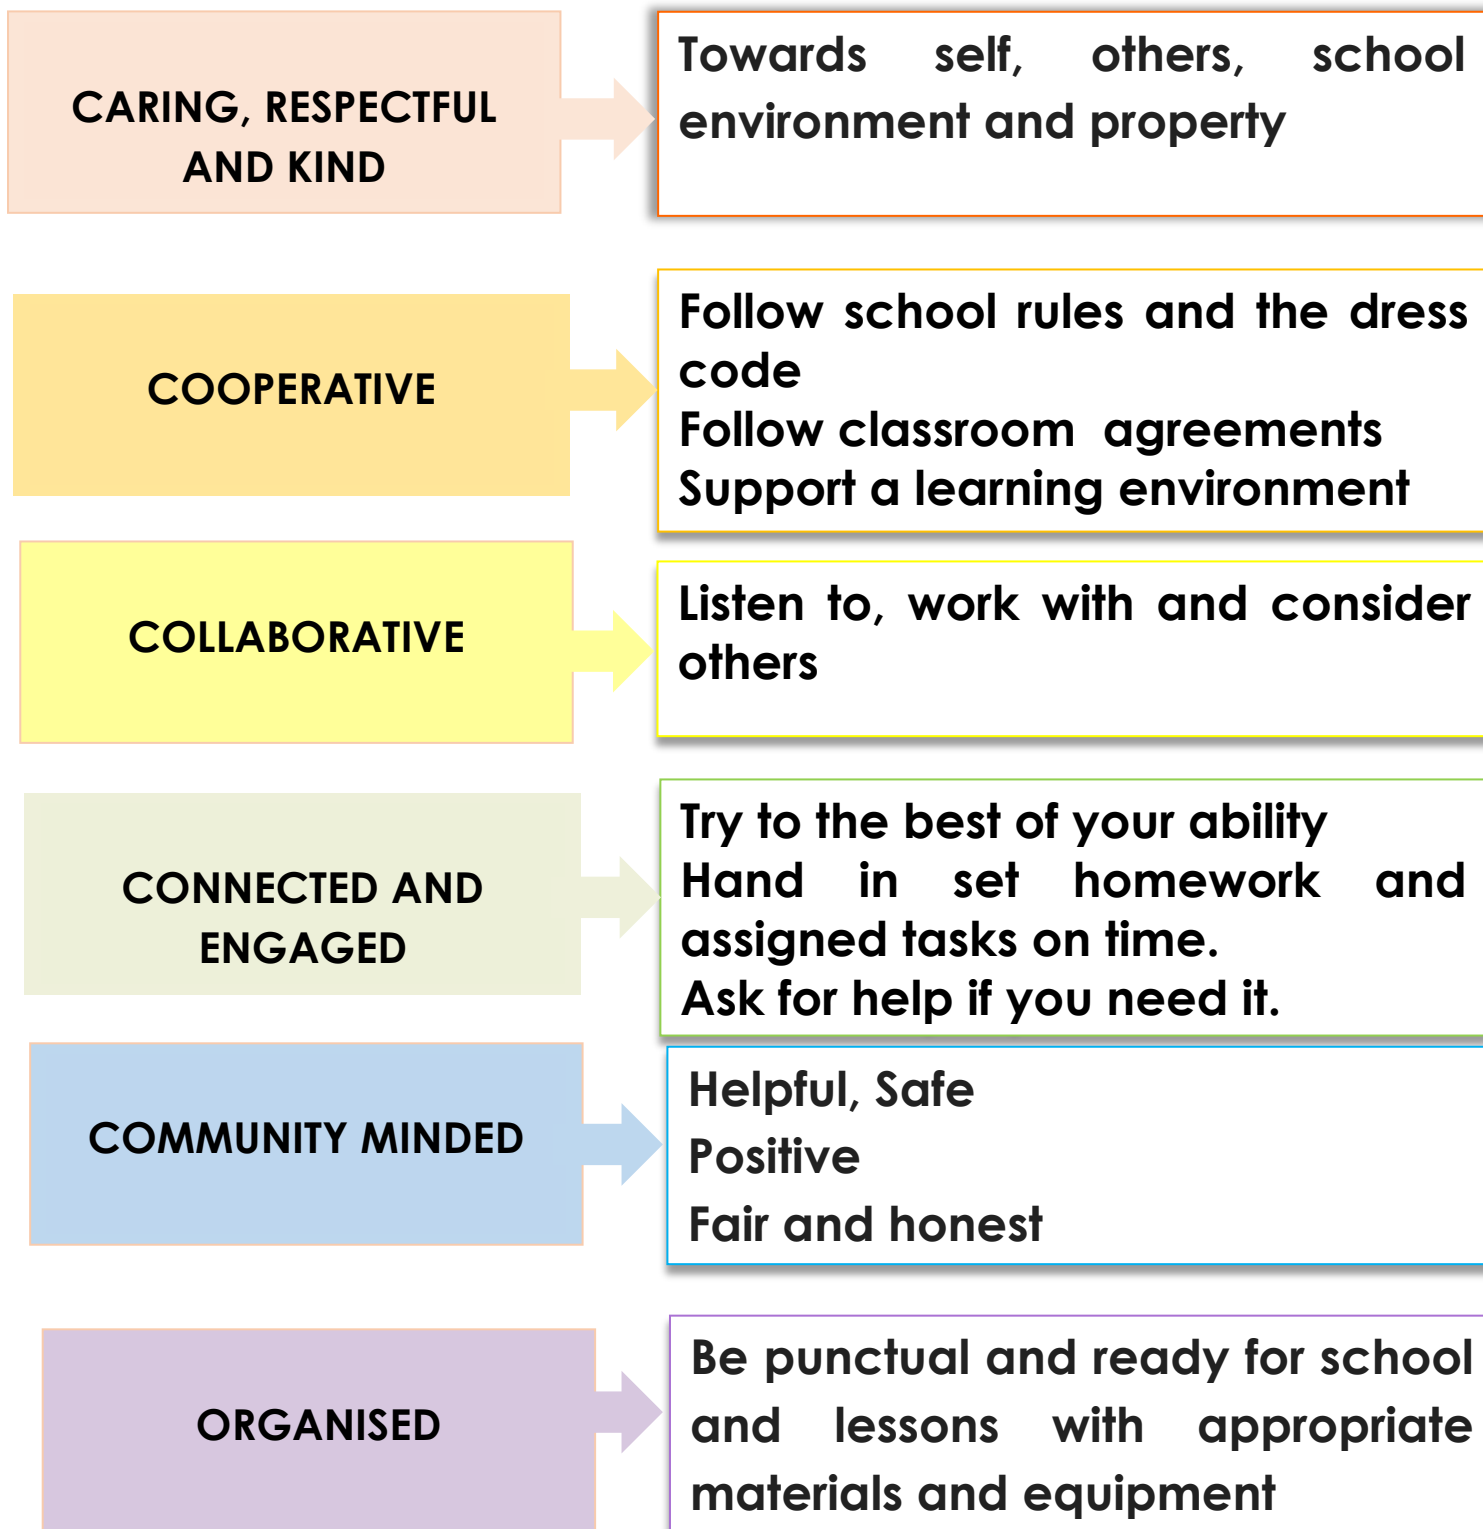 CARING, RESPECTFUL
AND KIND
Towards self, others, school
environment and property
COOPERATIVE
Follow school rules and the dress
code
Follow classroom agreements
Support a learning environment
COLLABORATIVE
Listen to, work with and consider
others
CONNECTED AND
ENGAGED
Try to the best of your ability
Hand in set homework and
assigned tasks on time.
Ask for help if you need it.
COMMUNITY MINDED
Helpful, Safe
Positive
Fair and honest
ORGANISED
Be punctual and ready for school
and lessons with appropriate
materials and equipment